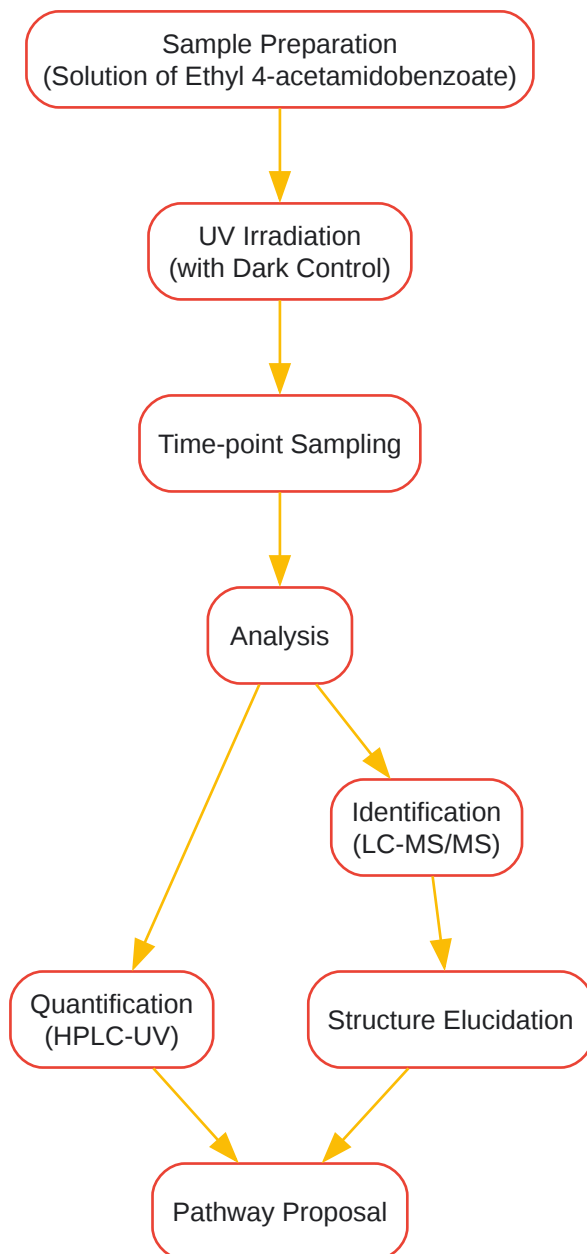 Sample Preparation
(Solution of Ethyl 4-acetamidobenzoate)
UV Irradiation
(with Dark Control)
Time-point Sampling
Analysis
Identification
(LC-MS/MS)
Quantification
(HPLC-UV)
Structure Elucidation
Pathway Proposal